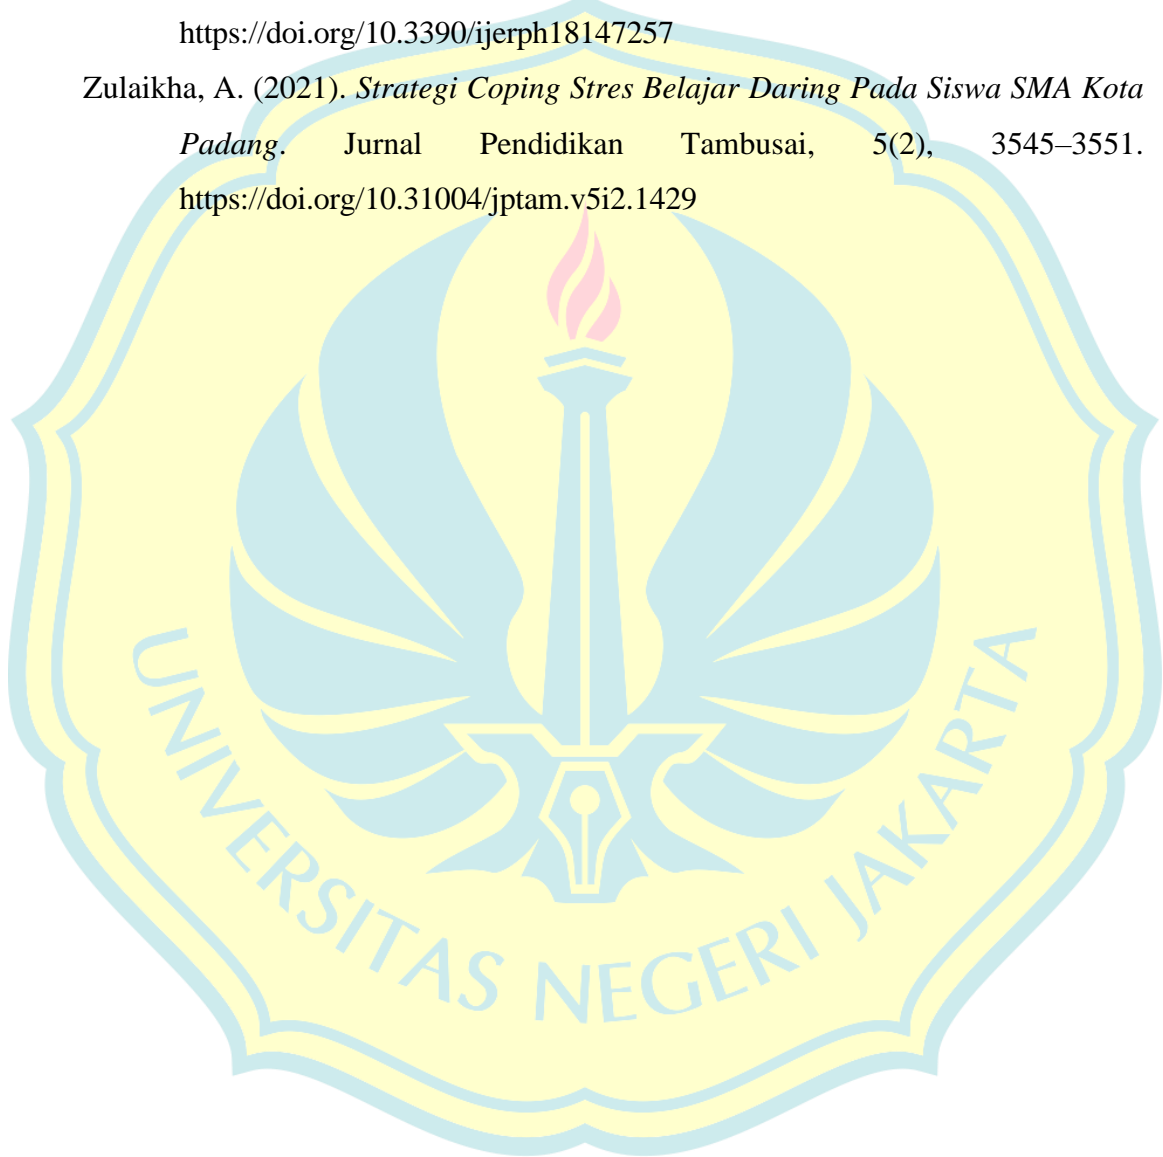 https://doi.org/10.3390/ijerph18147257
Zulaikha, A. (2021). Strategi Coping Stres Belajar Daring Pada Siswa SMA Kota
Padang. Jurnal Pendidikan Tambusai, 5(2), 3545–3551.
https://doi.org/10.31004/jptam.v5i2.1429
UNIVERSITAS NEGERI JAKARTA